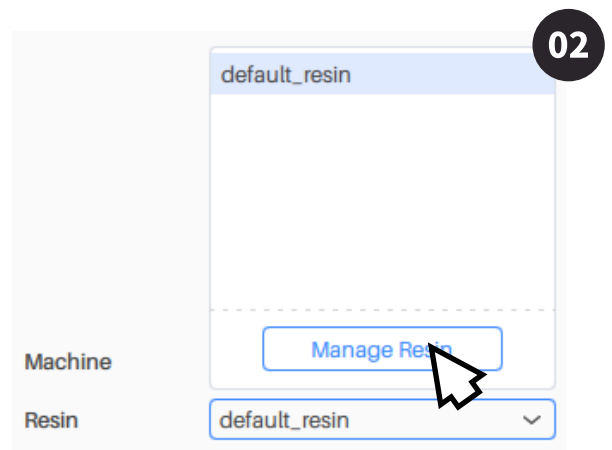 02
default_resin
Manage Resin
Machine
Resin
default_resin